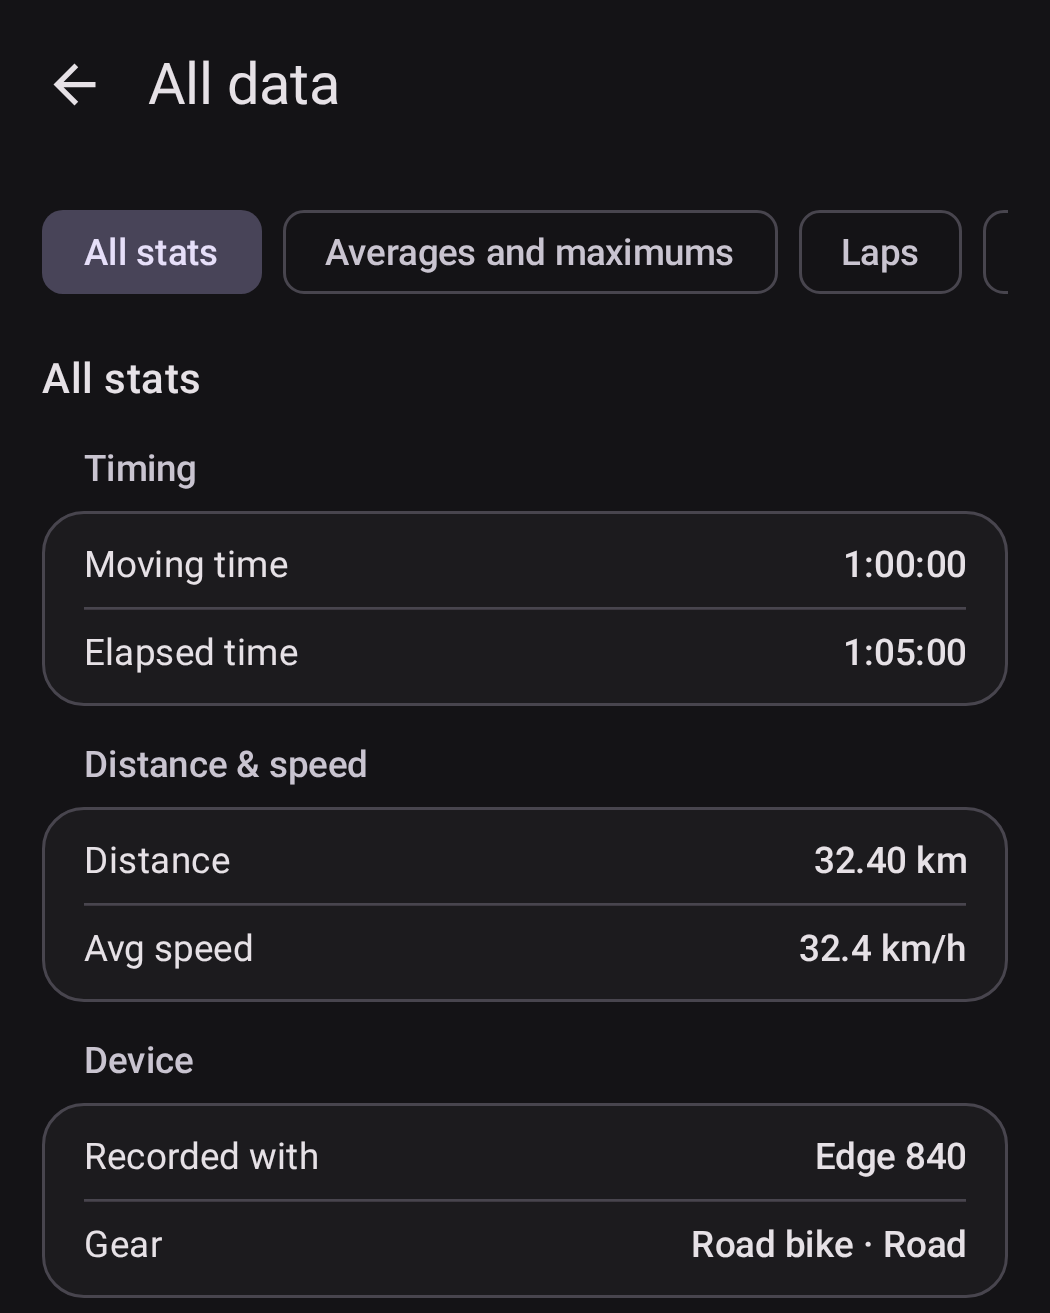 All data
All stats
Averages and maximums
Laps
All stats
Timing
Moving time 1:00:00
Elapsed time 1:05:00
Distance & speed
Distance 32.40 km
Avg speed 32.4 km/h
Device
Recorded with Edge 840
Gear Road bike · Road